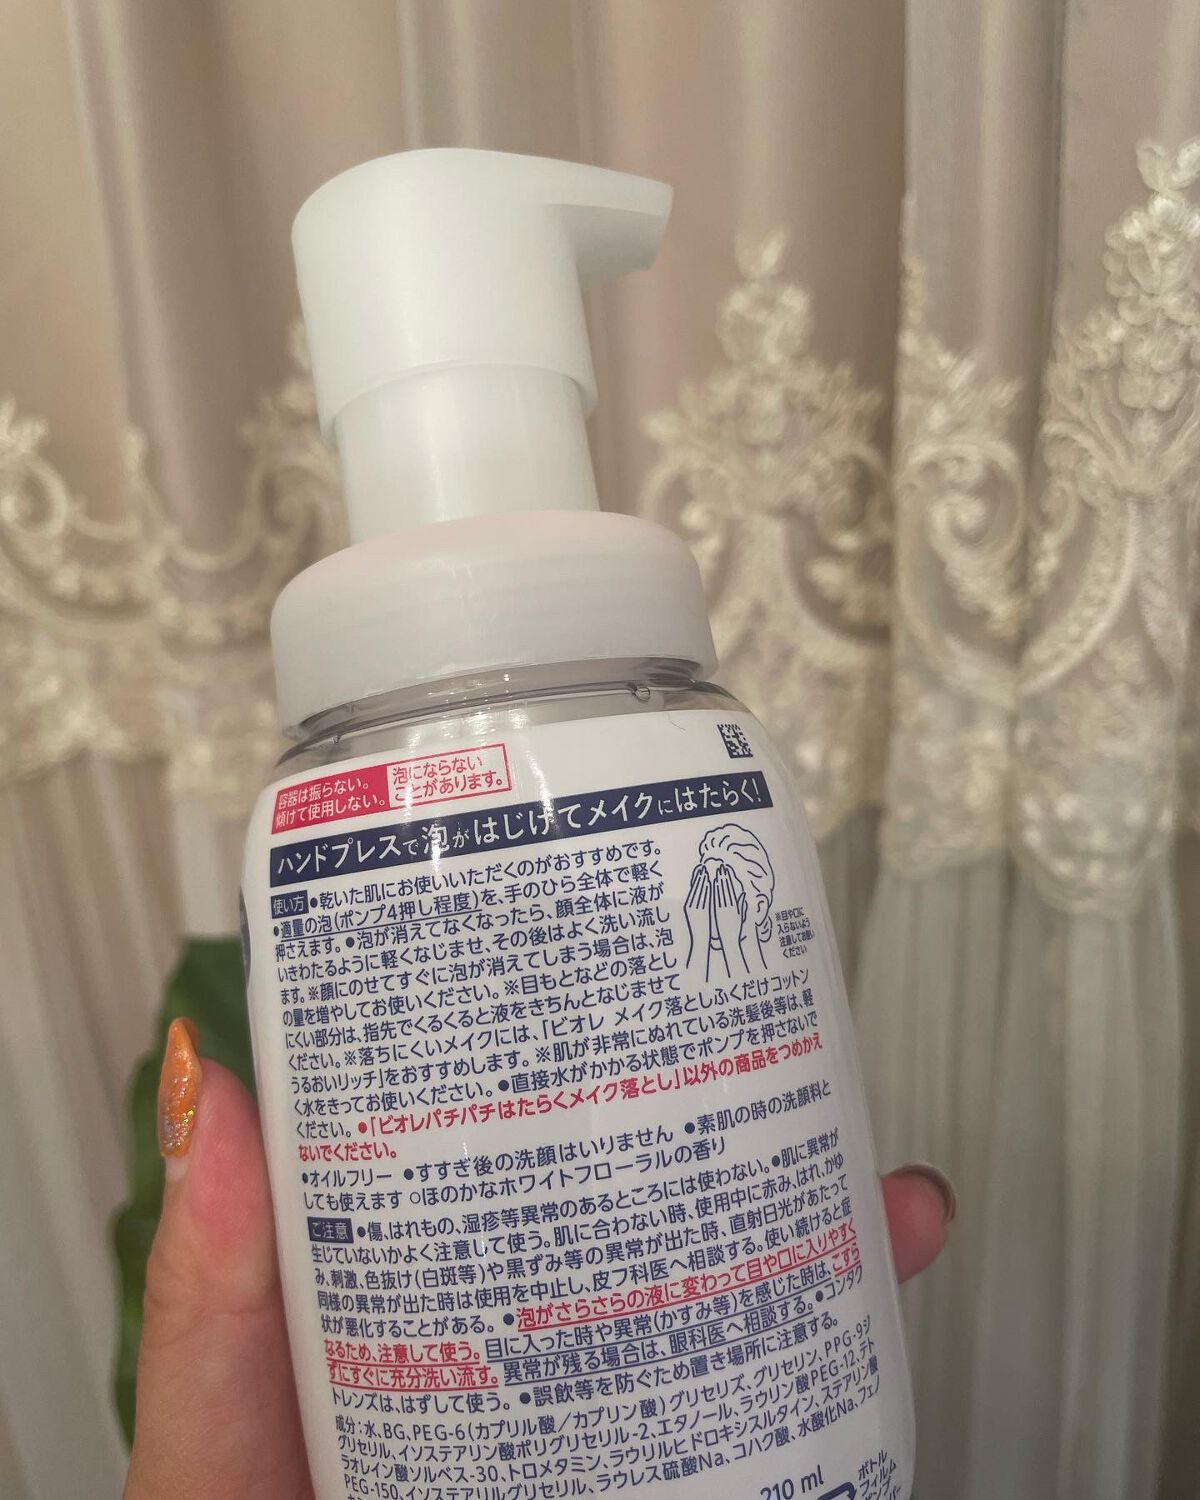 容器は振らない。
傾けて使用しない。
泡にならない
ことがあります。
ハンドプレスで泡がはじけてメイクにはたらく!
使い方 ●乾いた肌にお使いいただくのがおすすめです。
●適量の泡(ポンプ4押し程度)を、手のひら全体で軽く
押さえます。●泡が消えてなくなったら、顔全体に液が
いきわたるように軽くなじませ、その後はよく洗い流し
ます。※顔にのせてすぐに泡が消えてしまう場合は、泡
の量を増やしてお使いください。※目もとなどの落とし
にくい部分は、指先でくるくると液をきちんとなじませて
ください。※落ちにくいメイクには、「ビオレ メイク落としふくだけコットン
うるおいリッチ」をおすすめします。※肌が非常にぬれている洗髪後等は、軽
く水をきってお使いください。●直接水がかかる状態でポンプを押さないで
ください。●「ビオレパチパチはたらくメイク落とし」以外の商品をつめかえ
ないでください。
※目や口に
入らないよう
注意してお使い
ください
●オイルフリー ●すすぎ後の洗顔はいりません ●素肌の時の洗顔料と
しても使えます ○ほのかなホワイトフローラルの香り
ご注意 ●傷、はれもの、湿疹等異常のあるところには使わない。●肌に異常が
生じていないかよく注意して使う。肌に合わない時、使用中に赤み、はれ、かゆ
み、刺激、色抜け(白斑等)や黒ずみ等の異常が出た時、直射日光があたって
同様の異常が出た時は使用を中止し、皮フ科医へ相談する。使い続けると症
状が悪化することがある。●泡がさらさらの液に変わって目や口に入りやすく
なるため、注意して使う。目に入った時や異常(かすみ等)を感じた時は、こすら
ずにすぐに充分洗い流す。異常が残る場合は、眼科医へ相談する。●コンタク
トレンズは、はずして使う。●誤飲等を防ぐため置き場所に注意する。
成分:水、BG、PEG-6(カプリル酸/カプリン酸)グリセリズ、グリセリン、PPG-9ジ
グリセリル、イソステアリン酸ポリグリセリル-2、エタノール、ラウリン酸PEG-12、テト
ラオレイン酸ソルベス-30、トロメタミン、ラウリルヒドロキシスルタイン、ステアリン酸
PEG-150、イソステアリルグリセリル、ラウレス硫酸Na、コハク酸、水酸化Na、フェノ
210 ml
ボトル
フィルム